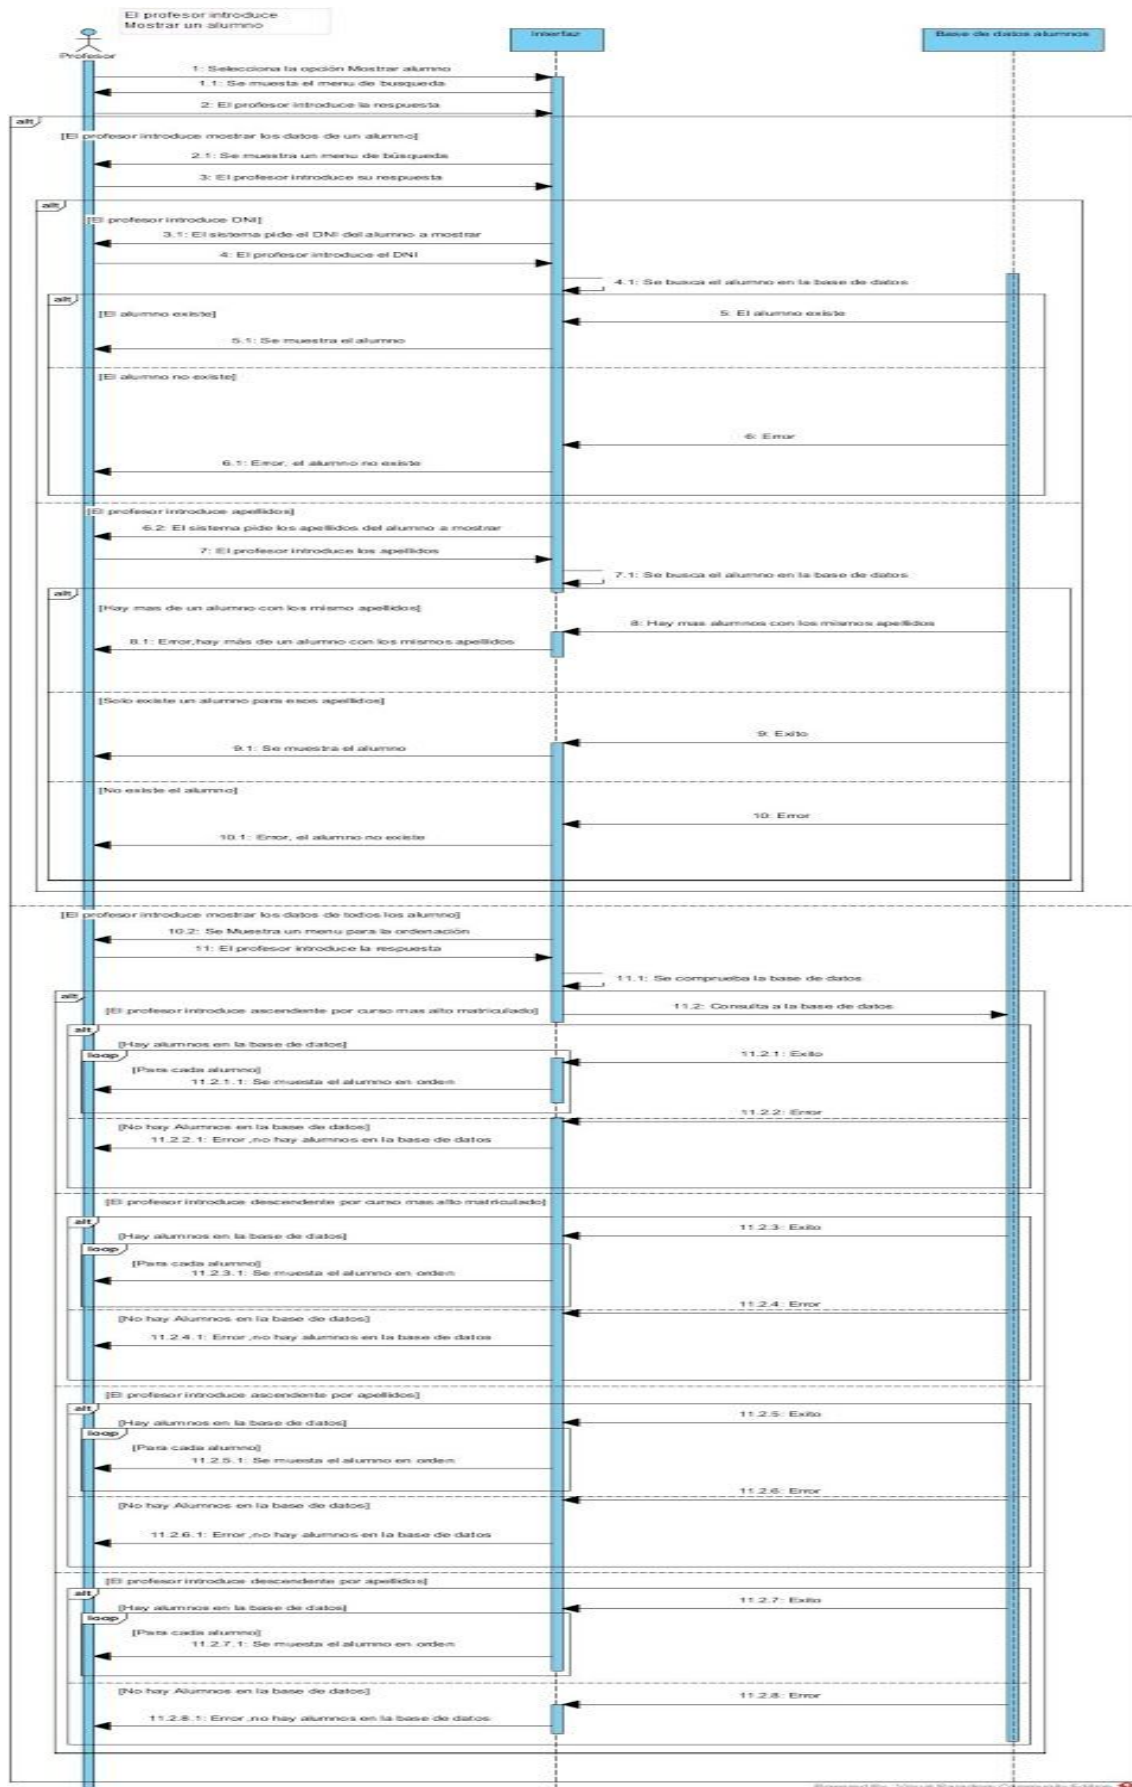 El profesor introduce
Mostrar un alumno
Profesor
Interfaz
Base de datos alumnos
1: Selecciona la opción Mostrar alumno
1.1: Se muesta el menu de busqueda
2: El profesor introduce la respuesta
alt
[El profesor introduce mostrar los datos de un alumno]
2.1: Se muestra un menu de búsqueda
3: El profesor introduce su respuesta
alt
[El profesor introduce DNI]
3.1: El sistema pide el DNI del alumno a mostrar
4: El profesor introduce el DNI
4.1: Se busca el alumno en la base de datos
alt
[El alumno existe]
5: El alumno existe
5.1: Se muestra el alumno
[El alumno no existe]
6: Error
6.1: Error, el alumno no existe
[El profesor introduce apellidos]
6.2: El sistema pide los apellidos del alumno a mostrar
7: El profesor introduce los apellidos
7.1: Se busca el alumno en la base de datos
alt
[Hay mas de un alumno con los mismo apellidos]
8: Hay mas alumnos con los mismos apellidos
8.1: Error,hay más de un alumno con los mismos apellidos
[Solo existe un alumno para esos apellidos]
9: Exito
9.1: Se muestra el alumno
[No existe el alumno]
10: Error
10.1: Error, el alumno no existe
[El profesor introduce mostrar los datos de todos los alumno]
10.2: Se Muestra un menu para la ordenación
11: El profesor introduce la respuesta
11.1: Se comprueba la base de datos
alt
[El profesor introduce ascendente por curso mas alto matriculado]
11.2: Consulta a la base de datos
alt
[Hay alumnos en la base de datos]
loop
11.2.1: Exito
[Para cada alumno]
11.2.1.1: Se muesta el alumno en orden
11.2.2: Error
[No hay Alumnos en la base de datos]
11.2.2.1: Error ,no hay alumnos en la base de datos
[El profesor introduce descendente por curso mas alto matriculado]
alt
11.2.3: Exito
[Hay alumnos en la base de datos]
loop
[Para cada alumno]
11.2.3.1: Se muesta el alumno en orden
11.2.4: Error
[No hay Alumnos en la base de datos]
11.2.4.1: Error ,no hay alumnos en la base de datos
[El profesor introduce ascendente por apellidos]
alt
11.2.5: Exito
[Hay alumnos en la base de datos]
loop
[Para cada alumno]
11.2.5.1: Se muesta el alumno en orden
11.2.6: Error
[No hay Alumnos en la base de datos]
11.2.6.1: Error ,no hay alumnos en la base de datos
[El profesor introduce descendente por apellidos]
alt
11.2.7: Exito
[Hay alumnos en la base de datos]
loop
[Para cada alumno]
11.2.7.1: Se muesta el alumno en orden
[No hay Alumnos en la base de datos]
11.2.8: Error
11.2.8.1: Error ,no hay alumnos en la base de datos